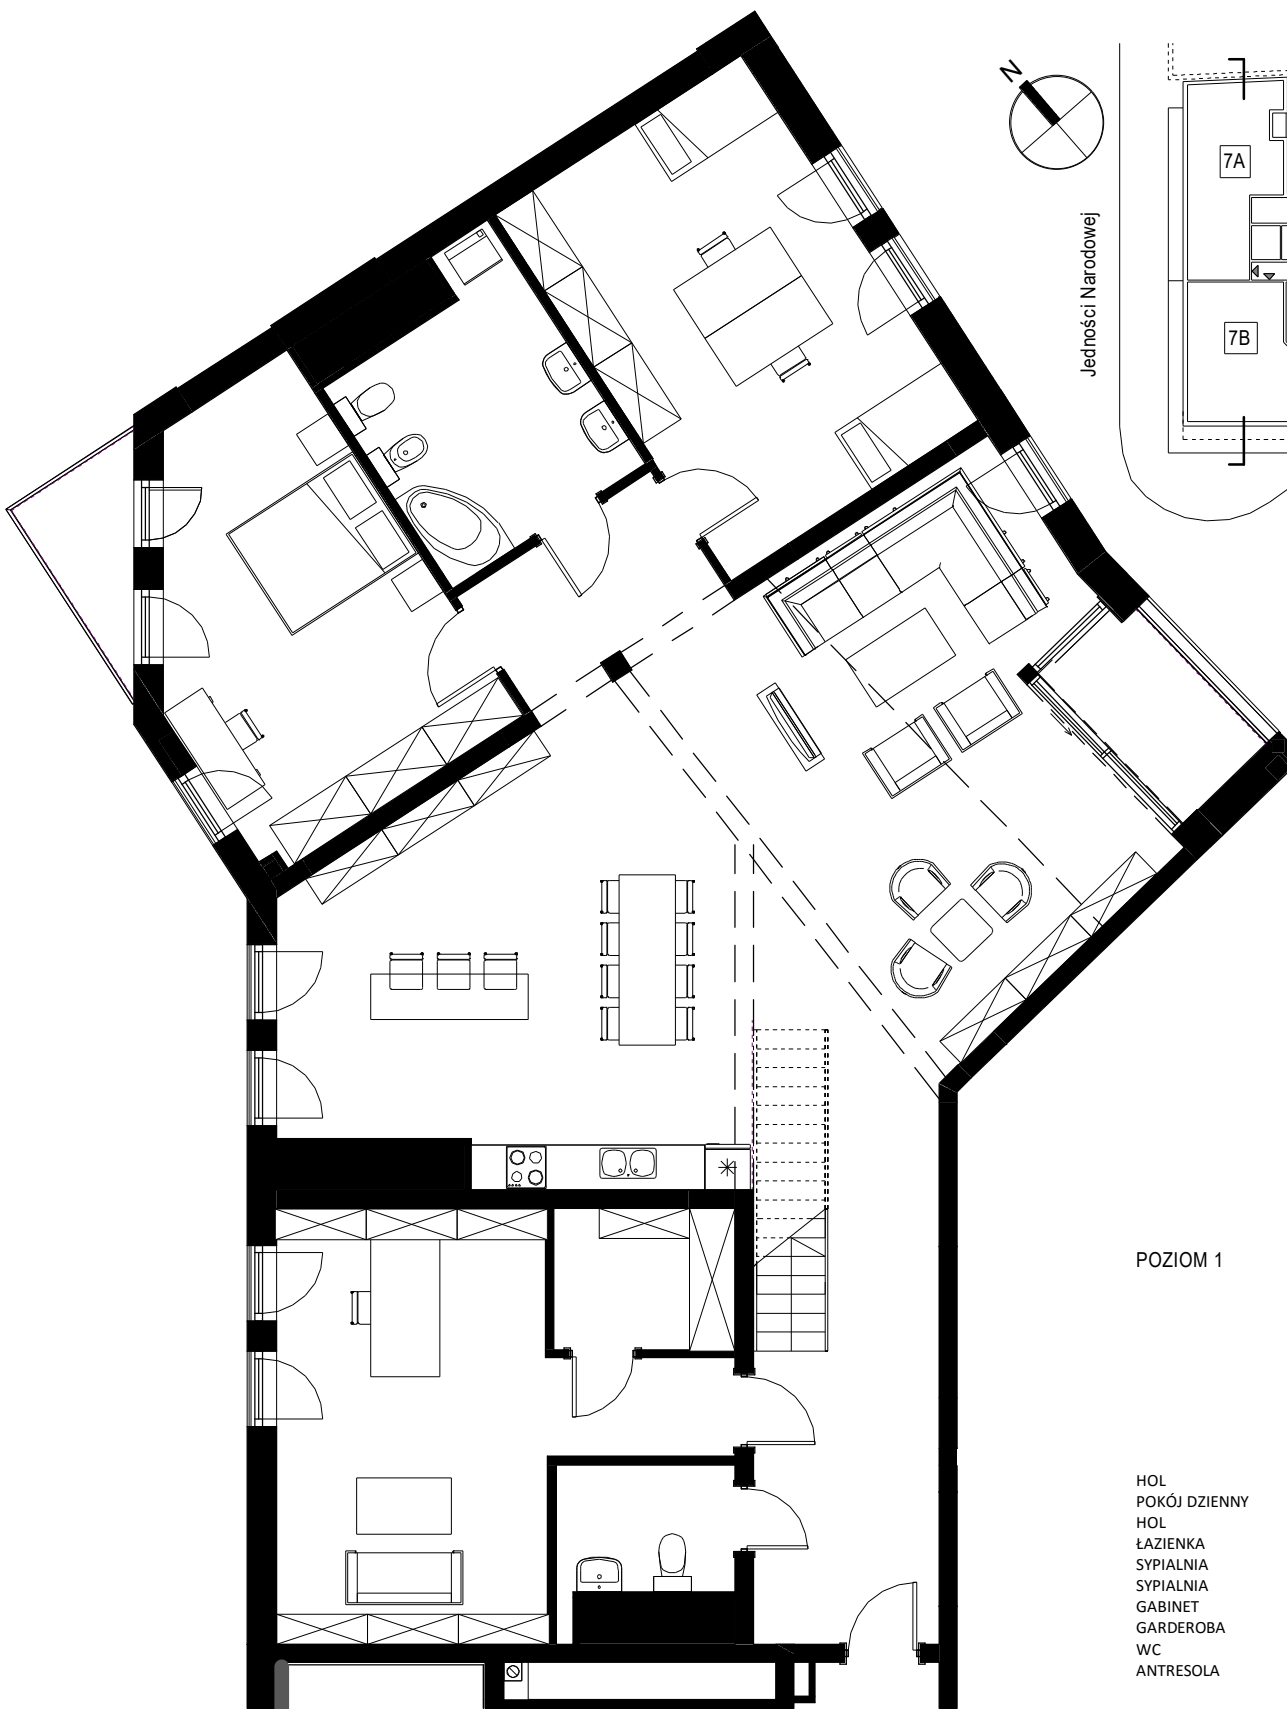 N
Jedności Narodowej
7A
7B
POZIOM 1
HOL
POKÓJ DZIENNY
HOL
ŁAZIENKA
SYPIALNIA
SYPIALNIA
GABINET
GARDEROBA
WC
ANTRESOLA